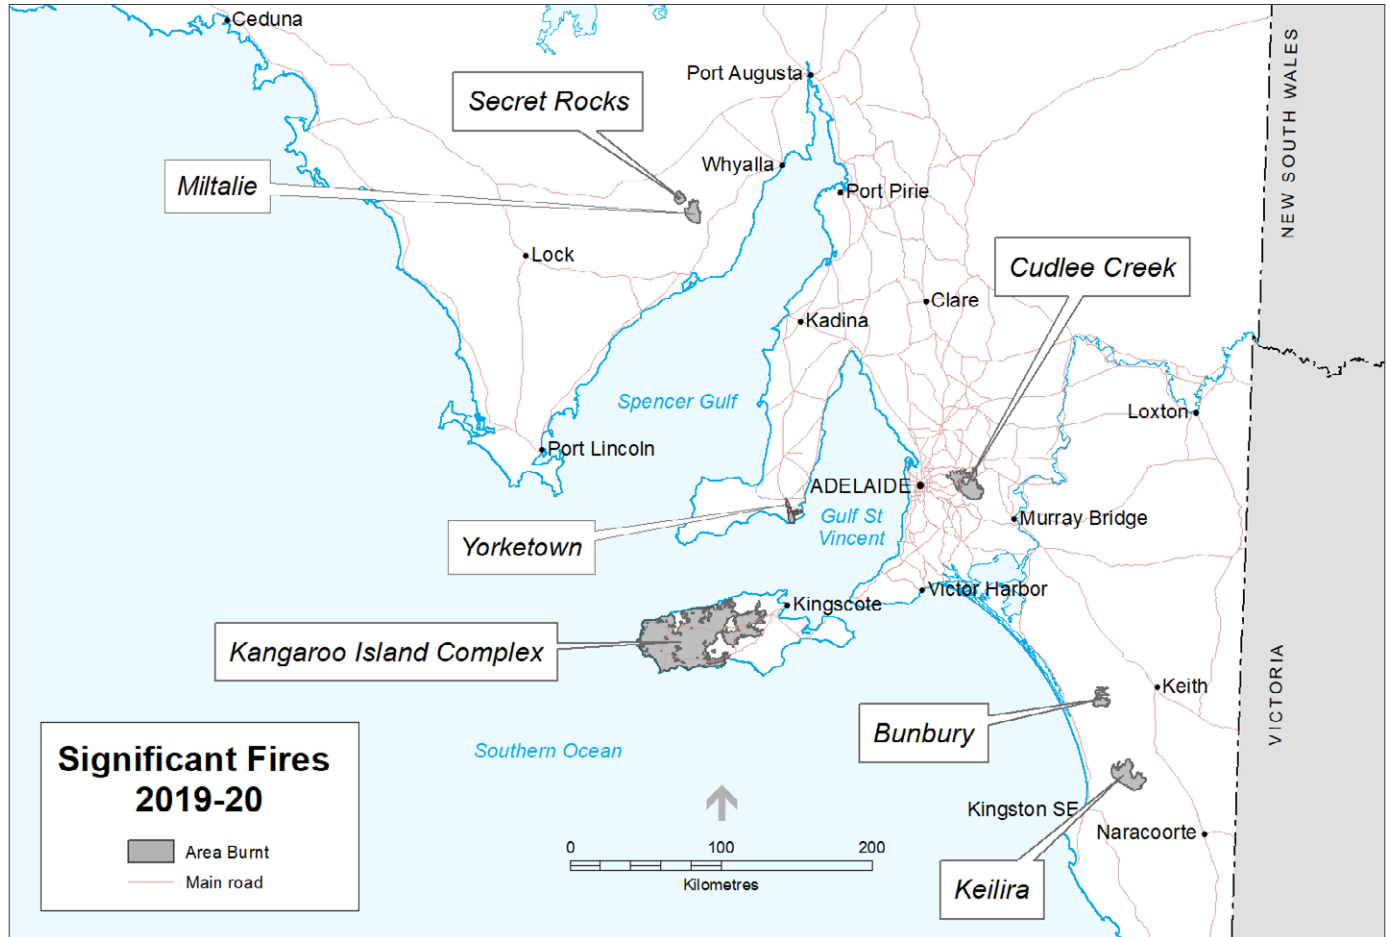 Ceduna
Port Augusta
Secret Rocks
NEW SOUTH WALES
Whyalla
Miltalie
Port Pirie
Lock
Cudlee Creek
Clare
Kadina
Spencer Gulf
Loxton
Port Lincoln
ADELAIDE
Gulf St
Vincent
Murray Bridge
Yorketown
Victor Harbor
Kingscote
Kangaroo Island Complex
Keith
VICTORIA
Bunbury
Southern Ocean
Significant Fires
2019-20
Kingston SE
Naracoorte
Area Burnt
Main road
0 100 200
Kilometres
Keilira